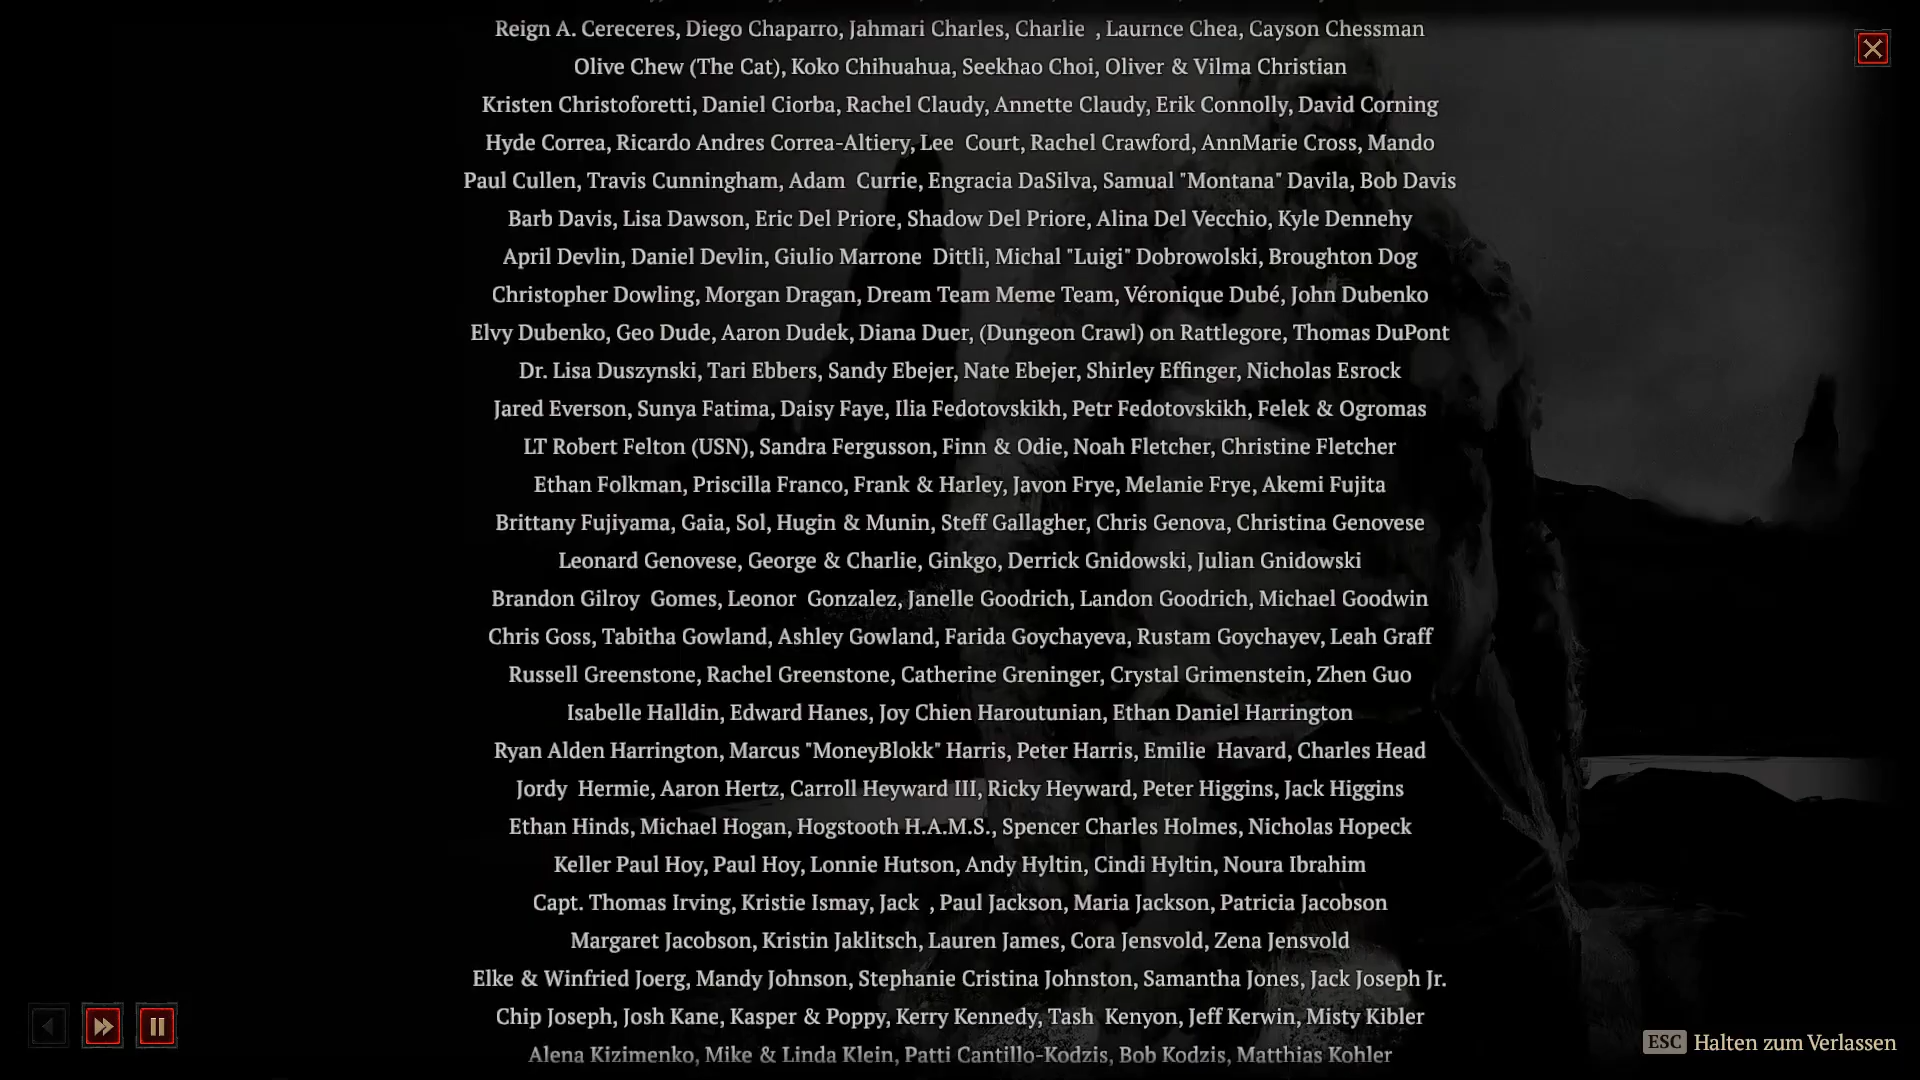 Reign A. Cereceres, Diego Chaparro, Jahmari Charles, Charlie  , Laurnce Chea, Cayson Chessman
Olive Chew (The Cat), Koko Chihuahua, Seekhao Choi, Oliver & Vilma Christian
Kristen Christoforetti, Daniel Ciorba, Rachel Claudy, Annette Claudy, Erik Connolly, David Corning
Hyde Correa, Ricardo Andres Correa-Altiery, Lee  Court, Rachel Crawford, AnnMarie Cross, Mando
Paul Cullen, Travis Cunningham, Adam  Currie, Engracia DaSilva, Samual "Montana" Davila, Bob Davis
Barb Davis, Lisa Dawson, Eric Del Priore, Shadow Del Priore, Alina Del Vecchio, Kyle Dennehy
April Devlin, Daniel Devlin, Giulio Marrone  Dittli, Michal "Luigi" Dobrowolski, Broughton Dog
Christopher Dowling, Morgan Dragan, Dream Team Meme Team, Véronique Dubé, John Dubenko
Elvy Dubenko, Geo Dude, Aaron Dudek, Diana Duer, (Dungeon Crawl) on Rattlegore, Thomas DuPont
Dr. Lisa Duszynski, Tari Ebbers, Sandy Ebejer, Nate Ebejer, Shirley Effinger, Nicholas Esrock
Jared Everson, Sunya Fatima, Daisy Faye, Ilia Fedotovskikh, Petr Fedotovskikh, Felek & Ogromas
LT Robert Felton (USN), Sandra Fergusson, Finn & Odie, Noah Fletcher, Christine Fletcher
Ethan Folkman, Priscilla Franco, Frank & Harley, Javon Frye, Melanie Frye, Akemi Fujita
Brittany Fujiyama, Gaia, Sol, Hugin & Munin, Steff Gallagher, Chris Genova, Christina Genovese
Leonard Genovese, George & Charlie, Ginkgo, Derrick Gnidowski, Julian Gnidowski
Brandon Gilroy  Gomes, Leonor  Gonzalez, Janelle Goodrich, Landon Goodrich, Michael Goodwin
Chris Goss, Tabitha Gowland, Ashley Gowland, Farida Goychayeva, Rustam Goychayev, Leah Graff
Russell Greenstone, Rachel Greenstone, Catherine Greninger, Crystal Grimenstein, Zhen Guo
Isabelle Halldin, Edward Hanes, Joy Chien Haroutunian, Ethan Daniel Harrington
Ryan Alden Harrington, Marcus "MoneyBlokk" Harris, Peter Harris, Emilie  Havard, Charles Head
Jordy  Hermie, Aaron Hertz, Carroll Heyward III, Ricky Heyward, Peter Higgins, Jack Higgins
Ethan Hinds, Michael Hogan, Hogstooth H.A.M.S., Spencer Charles Holmes, Nicholas Hopeck
Keller Paul Hoy, Paul Hoy, Lonnie Hutson, Andy Hyltin, Cindi Hyltin, Noura Ibrahim
Capt. Thomas Irving, Kristie Ismay, Jack  , Paul Jackson, Maria Jackson, Patricia Jacobson
Margaret Jacobson, Kristin Jaklitsch, Lauren James, Cora Jensvold, Zena Jensvold
Elke & Winfried Joerg, Mandy Johnson, Stephanie Cristina Johnston, Samantha Jones, Jack Joseph Jr.
Chip Joseph, Josh Kane, Kasper & Poppy, Kerry Kennedy, Tash  Kenyon, Jeff Kerwin, Misty Kibler
Alena Kizimenko, Mike & Linda Klein, Patti Cantillo-Kodzis, Bob Kodzis, Matthias Kohler
ESC Halten zum Verlassen